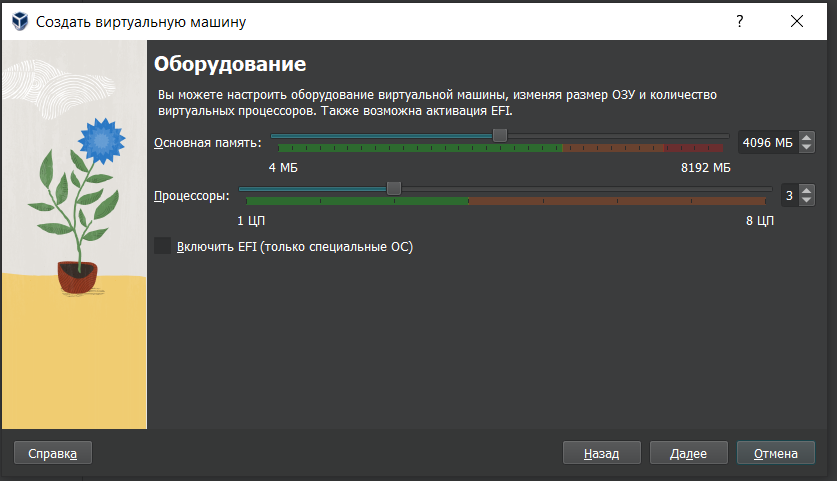 Создать виртуальную машину
?
Оборудование
Вы можете настроить оборудование виртуальной машины, изменяя размер ОЗУ и количество
виртуальных процессоров. Также возможна активация EFI.
Основная память:
4096 МБ
4 МБ
8192 МБ
Процессоры:
3
1 ЦП
8 ЦП
Включить EFI (только специальные ОС)
Справка
Назад
Далее
Отмена